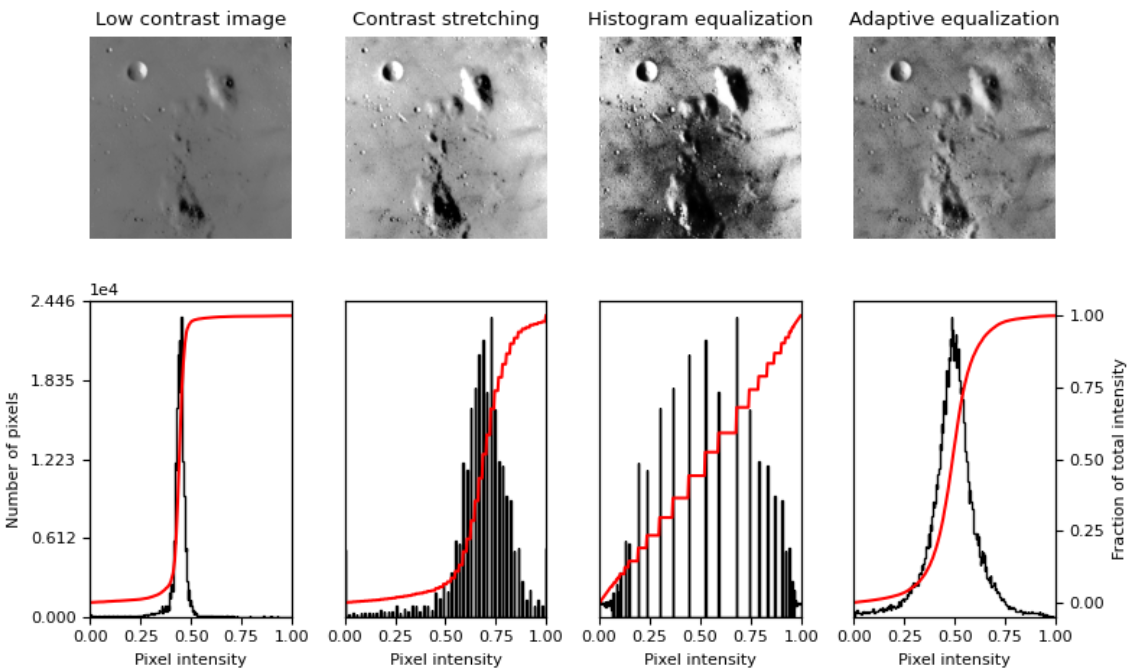 Low contrast image
Contrast stretching
Histogram equalization
Adaptive equalization
1e4
2.446
1.835
1.223
0.612
0.000
Number of pixels
0.00 0.25 0.50 0.75 1.00
Pixel intensity
0.00 0.25 0.50 0.75 1.00
Pixel intensity
0.00 0.25 0.50 0.75 1.00
Pixel intensity
0.00 0.25 0.50 0.75 1.00
Pixel intensity
1.00
0.75
0.50
0.25
0.00
Fraction of total intensity